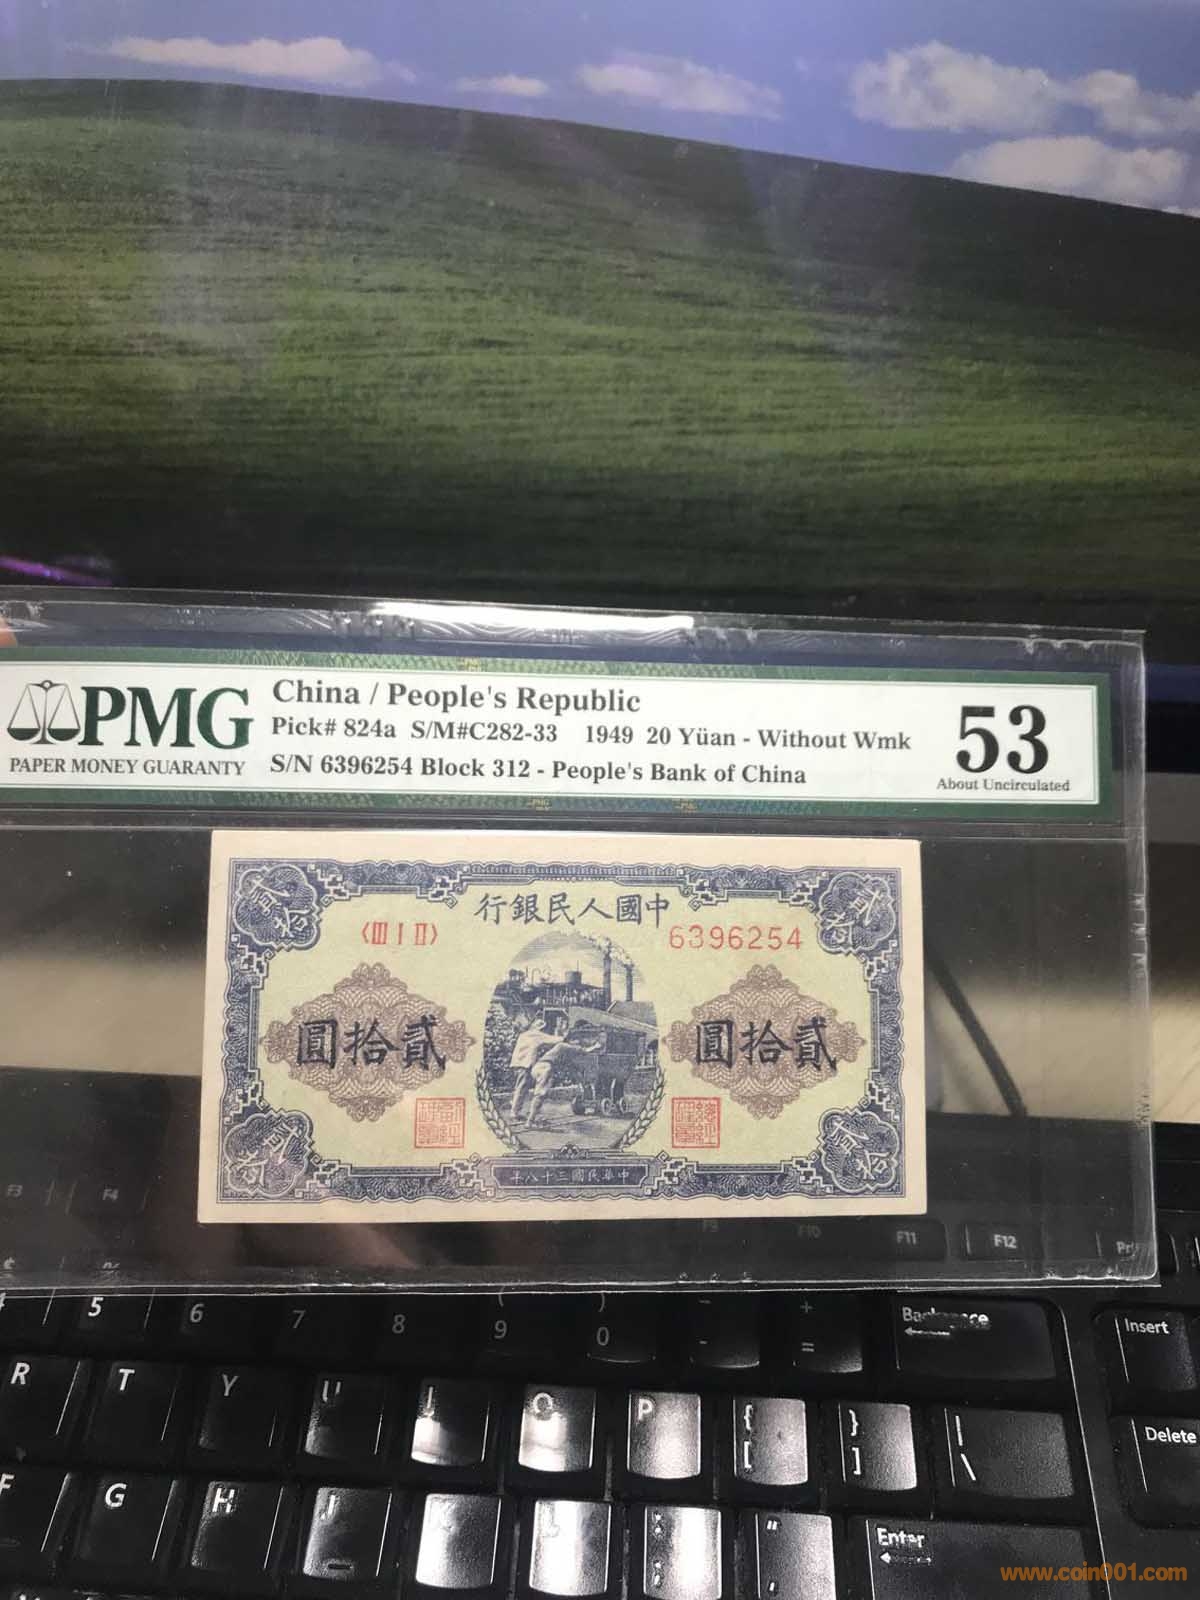 PMG
PAPER MONEY GUARANTY
China / People's Republic
Pick# 824a S/M#C282-33 1949 20 Yüan - Without Wmk
S/N 6396254 Block 312 - People's Bank of China
53
About Uncirculated
貳拾
貳拾
行銀民人國中
〈III I II〉
6396254
圓拾貳
圓拾貳
年八十三國民華中
貳拾
貳拾
F3
F4
F9
F10
F11
F12
$
%
5
6
7
8
9
(
0
)
-
+
=
Backspace
Insert
R
T
Y
U
I
O
P
{
[
}
]
|
\
Delete
F
G
H
J
L
:
;
"
'
Enter
www.coin001.com